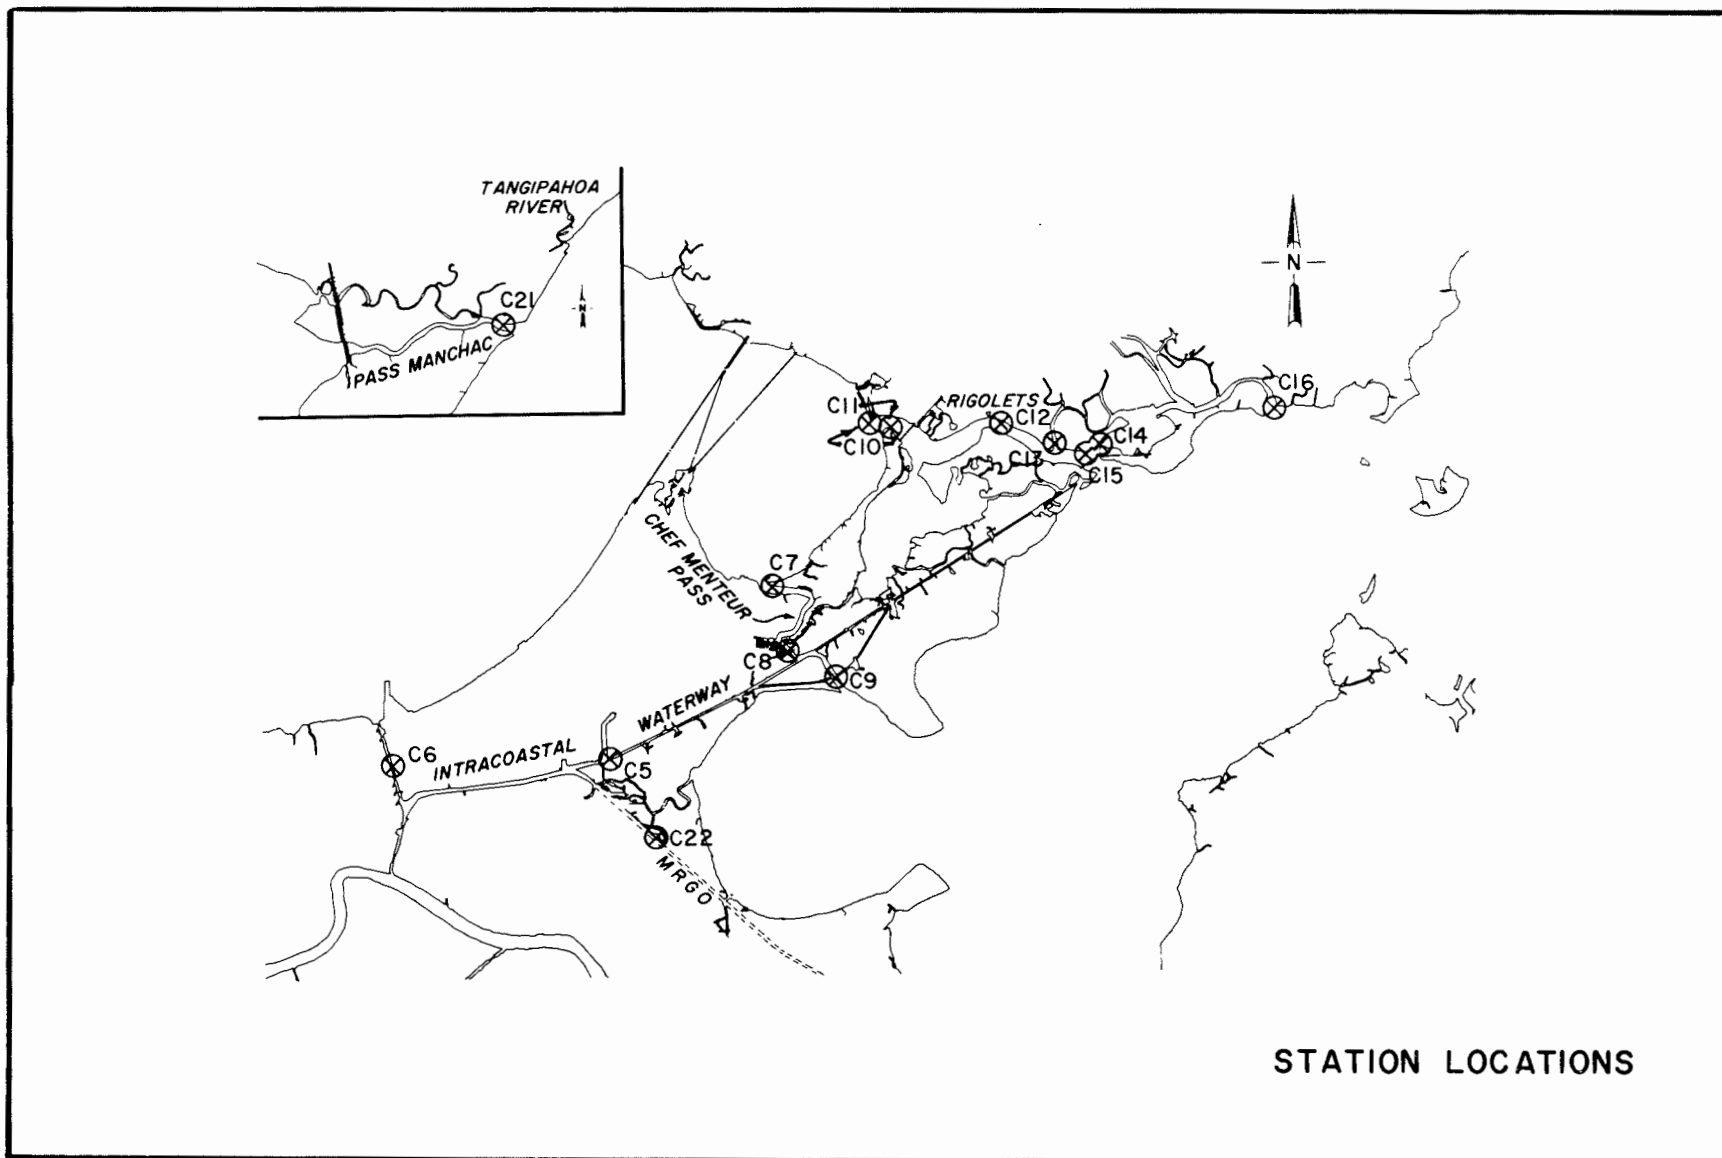 TANGIPAHOA
RIVER
C21
N
PASS MANCHAC
N
C16
C11
RIGOLETS
C12
C10
C14
C13
C15
CHEF MENTEUR
PASS
C7
C8
C9
WATERWAY
C6
INTRACOASTAL
C5
C22
MRGO
STATION LOCATIONS